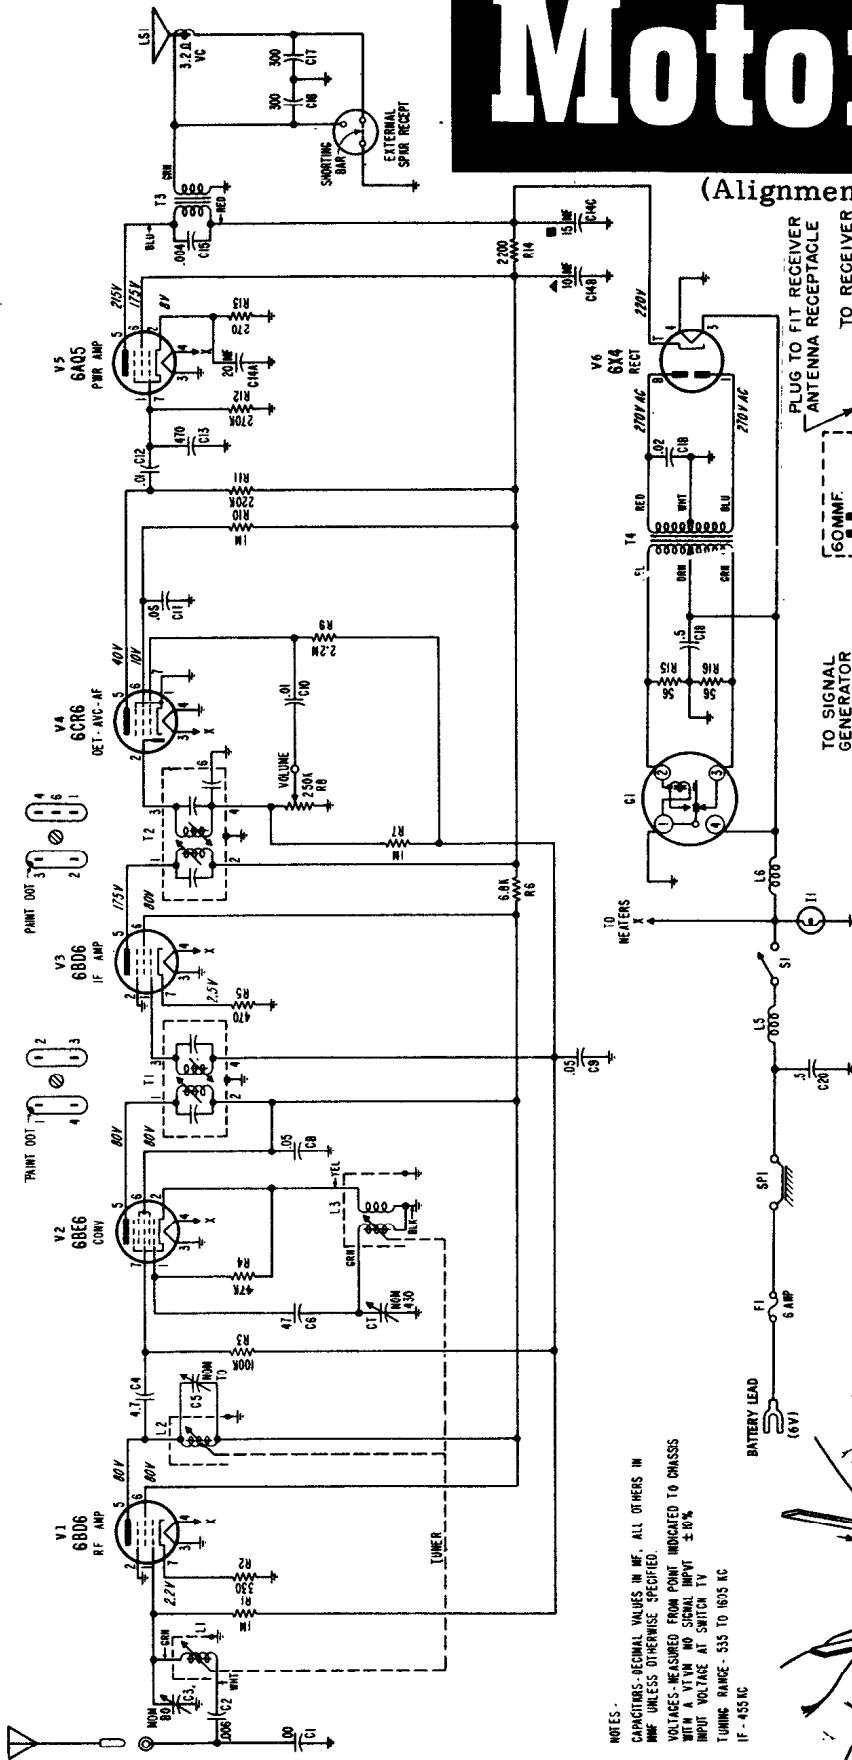 Motor
(Alignmen
LS1
3.2Ω
VC
300
C17
300
C16
SHORTING
BAR
EXTERNAL
SPKR RECEPT
GRN
T3
BLU
RED
.004
C15
2200
R14
15 MF
C14C
10 MF
C14B
V5
6AQ5
PWR AMP
215V
175V
8V
R13
270
20 MF
C14A
R12
270K
470
C13
.01
C12
R11
220K
R10
1M
.05
C11
V4
6CR6
DET-AVC-AF
40V
10V
R9
2.2M
.01
C10
VOLUME
250K
R8
T2
R7
1M
6.8K
R6
PAINT DOT
V3
6BD6
IF AMP
175V
80V
2.5V
R5
470
T1
.05
C9
PAINT DOT
V2
6BE6
CONV
80V
80V
.05
C8
R4
47K
YEL
L3
BLK
GRN
47
C6
C7
NOM
430
R3
100K
4.7
C4
C5
NOM
70
L2
V1
6BD6
RF AMP
80V
80V
2.2V
R2
330
R1
1M
TUNER
L1
GRN
WHT
NOM
80
C3
.006
C2
C1
V6
6X4
RECT
220V
270V AC
270V AC
.02
C18
RED
WHT
BLU
T4
GRN
.5
C19
R15
56
R16
56
G1
TO
HEATERS
X
L6
I1
S1
L5
.5
C20
SP1
F1
6 AMP
BATTERY LEAD
(6V)
PLUG TO FIT RECEIVER
ANTENNA RECEPTACLE
TO RECEIVER
60MMF.
TO SIGNAL
GENERATOR
NOTES-
CAPACITORS-DECIMAL VALUES IN MF, ALL OTHERS IN
MMF UNLESS OTHERWISE SPECIFIED.
VOLTAGES-MEASURED FROM POINT INDICATED TO CHASSIS
WITH A VTVM NO SIGNAL INPUT ±10%
INPUT VOLTAGE AT SWITCH 7V
TUNING RANGE- 535 TO 1605 KC
IF-455 KC